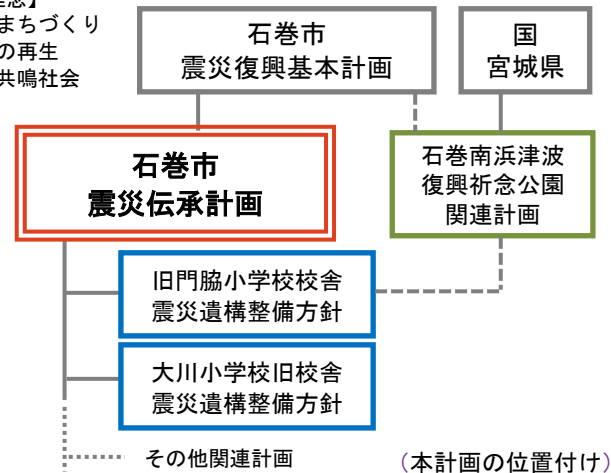 まちづくり
の再生
共鳴社会
石巻市
震災復興基本計画
国
宮城県
石巻市
震災伝承計画
石巻南浜津波
復興祈念公園
関連計画
旧門脇小学校校舎
震災遺構整備方針
大川小学校旧校舎
震災遺構整備方針
その他関連計画
（本計画の位置付け）